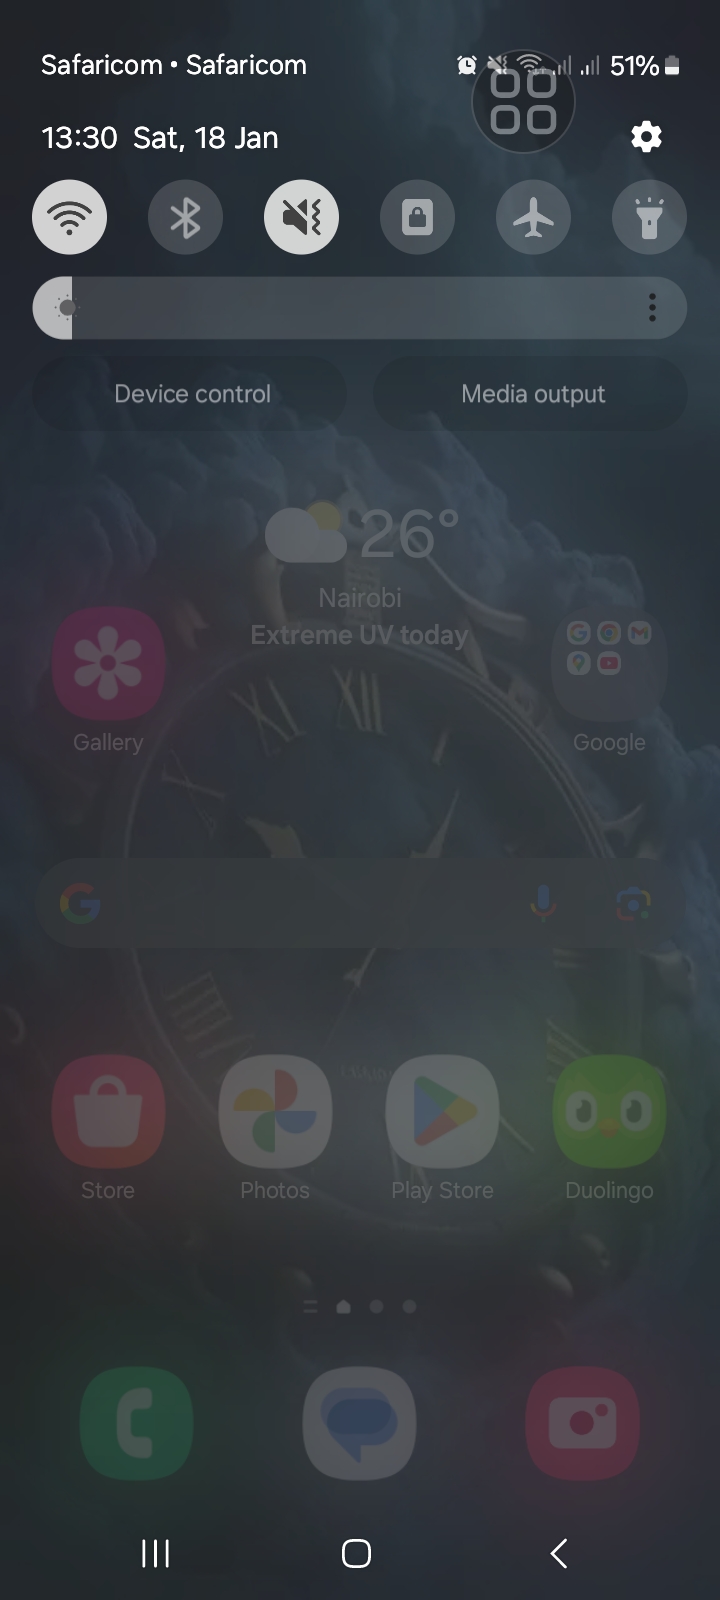 Safaricom • Safaricom
51%
13:30 Sat, 18 Jan
Device control
Media output
26°
Nairobi
Extreme UV today
Gallery
Google
Store
Photos
Play Store
Duolingo